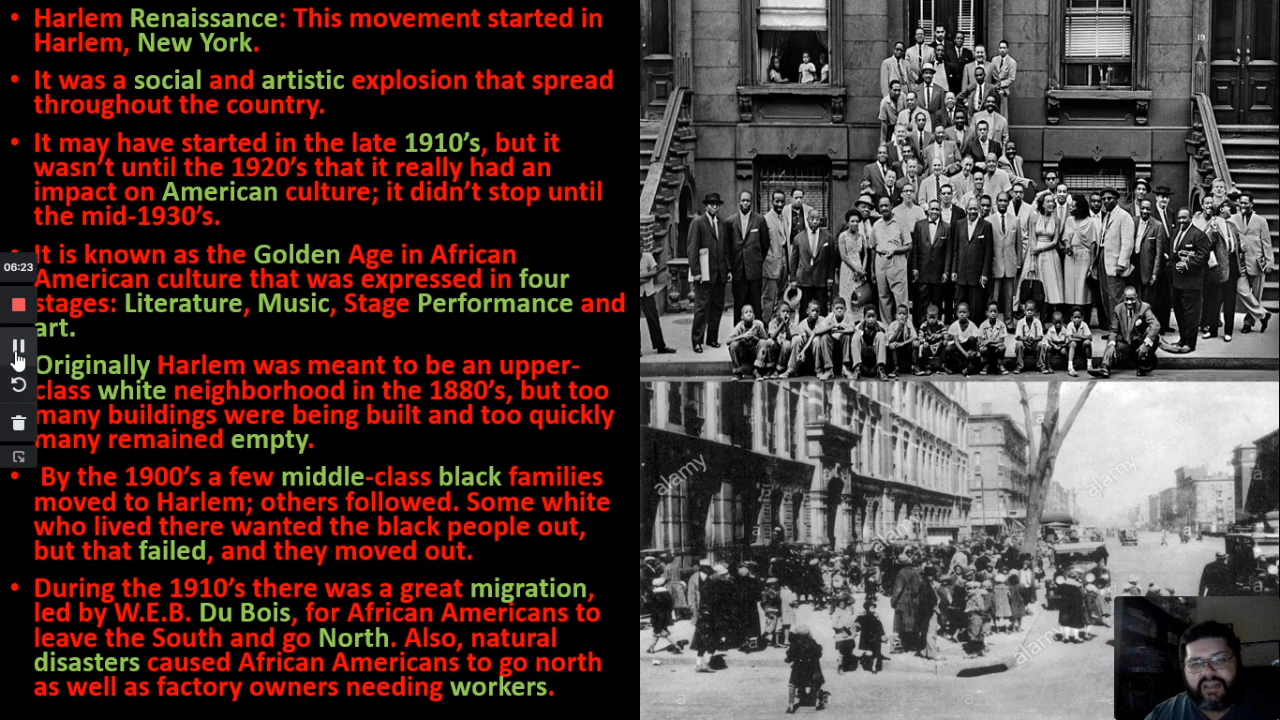 • Harlem Renaissance: This movement started in
Harlem, New York.
• It was a social and artistic explosion that spread
throughout the country.
• It may have started in the late 1910’s, but it
wasn’t until the 1920’s that it really had an
impact on American culture; it didn’t stop until
the mid-1930’s.
It is known as the Golden Age in African
American culture that was expressed in four
stages: Literature, Music, Stage Performance and
art.
Originally Harlem was meant to be an upper-
class white neighborhood in the 1880’s, but too
many buildings were being built and too quickly
many remained empty.
• By the 1900’s a few middle-class black families
moved to Harlem; others followed. Some white
who lived there wanted the black people out,
but that failed, and they moved out.
• During the 1910’s there was a great migration,
led by W.E.B. Du Bois, for African Americans to
leave the South and go North. Also, natural
disasters caused African Americans to go north
as well as factory owners needing workers.
06:23
19
alamy
alamy
alamy
alamy
a
a
a
a